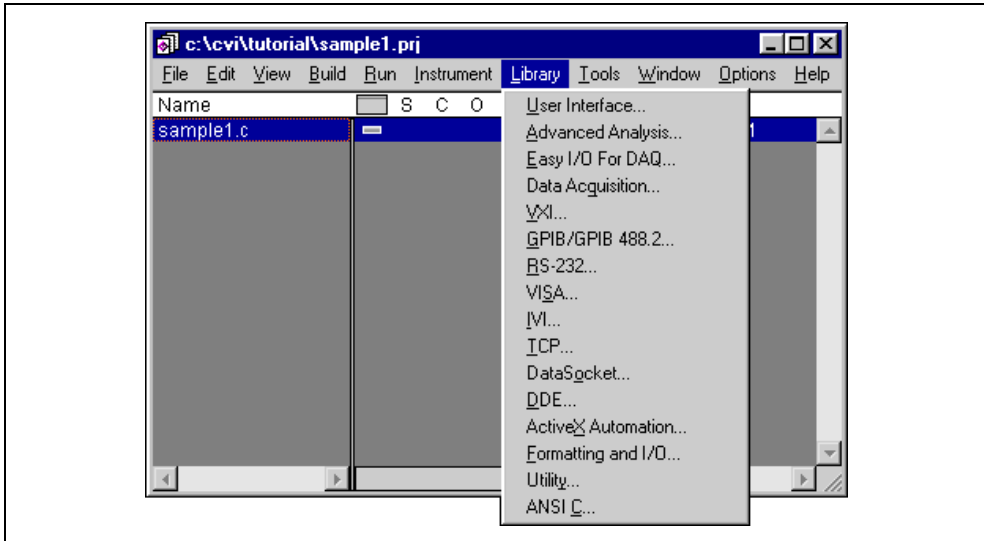 c:\cvi\tutorial\sample1.prj
File Edit View Build Run Instrument Library Tools Window Options Help
Name S C O
sample1.c 1
User Interface...
Advanced Analysis...
Easy I/O For DAQ...
Data Acquisition...
VXI...
GPIB/GPIB 488.2...
RS-232...
VISA...
IVI...
TCP...
DataSocket...
DDE...
ActiveX Automation...
Formatting and I/O...
Utility...
ANSI C...